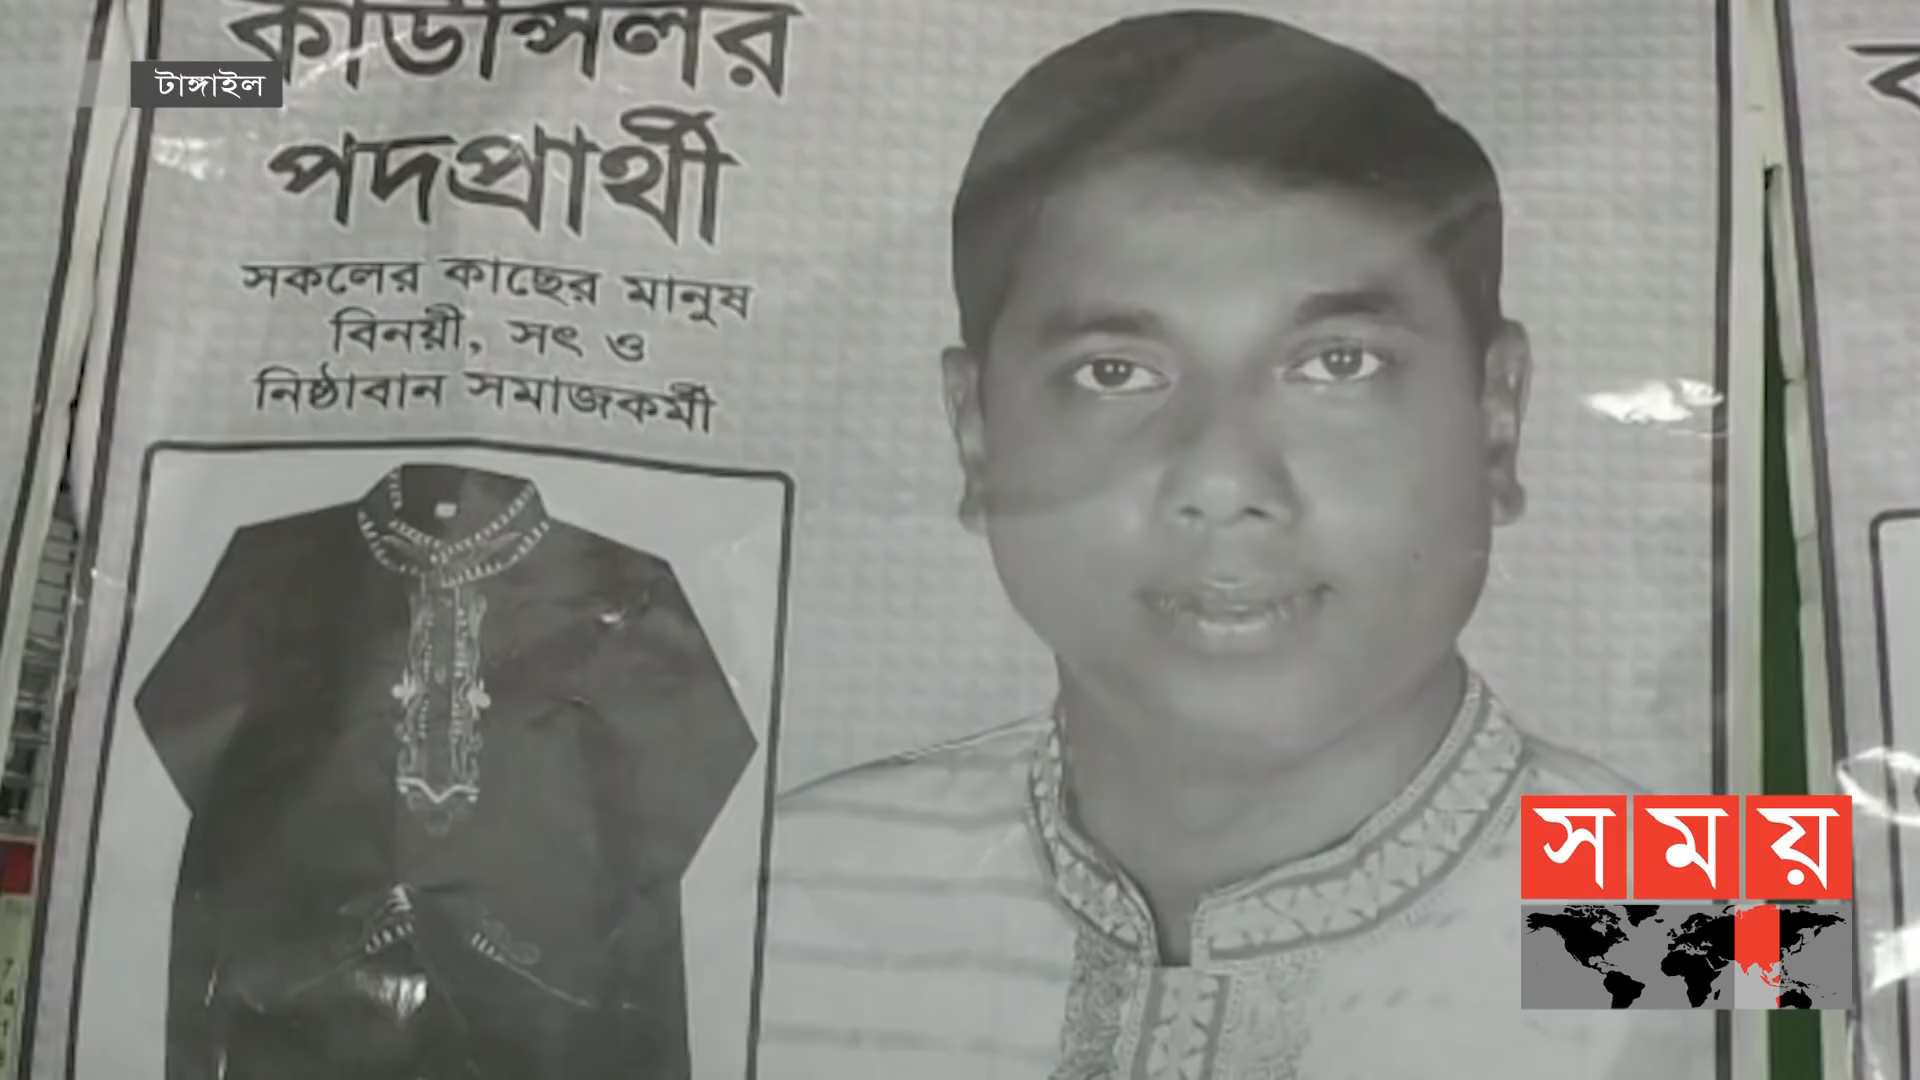 কাউন্সিলর
টাঙ্গাইল
পদপ্রার্থী
সকলের কাছের মানুষ
বিনয়ী, সৎ ও
নিষ্ঠাবান সমাজকর্মী
সময়